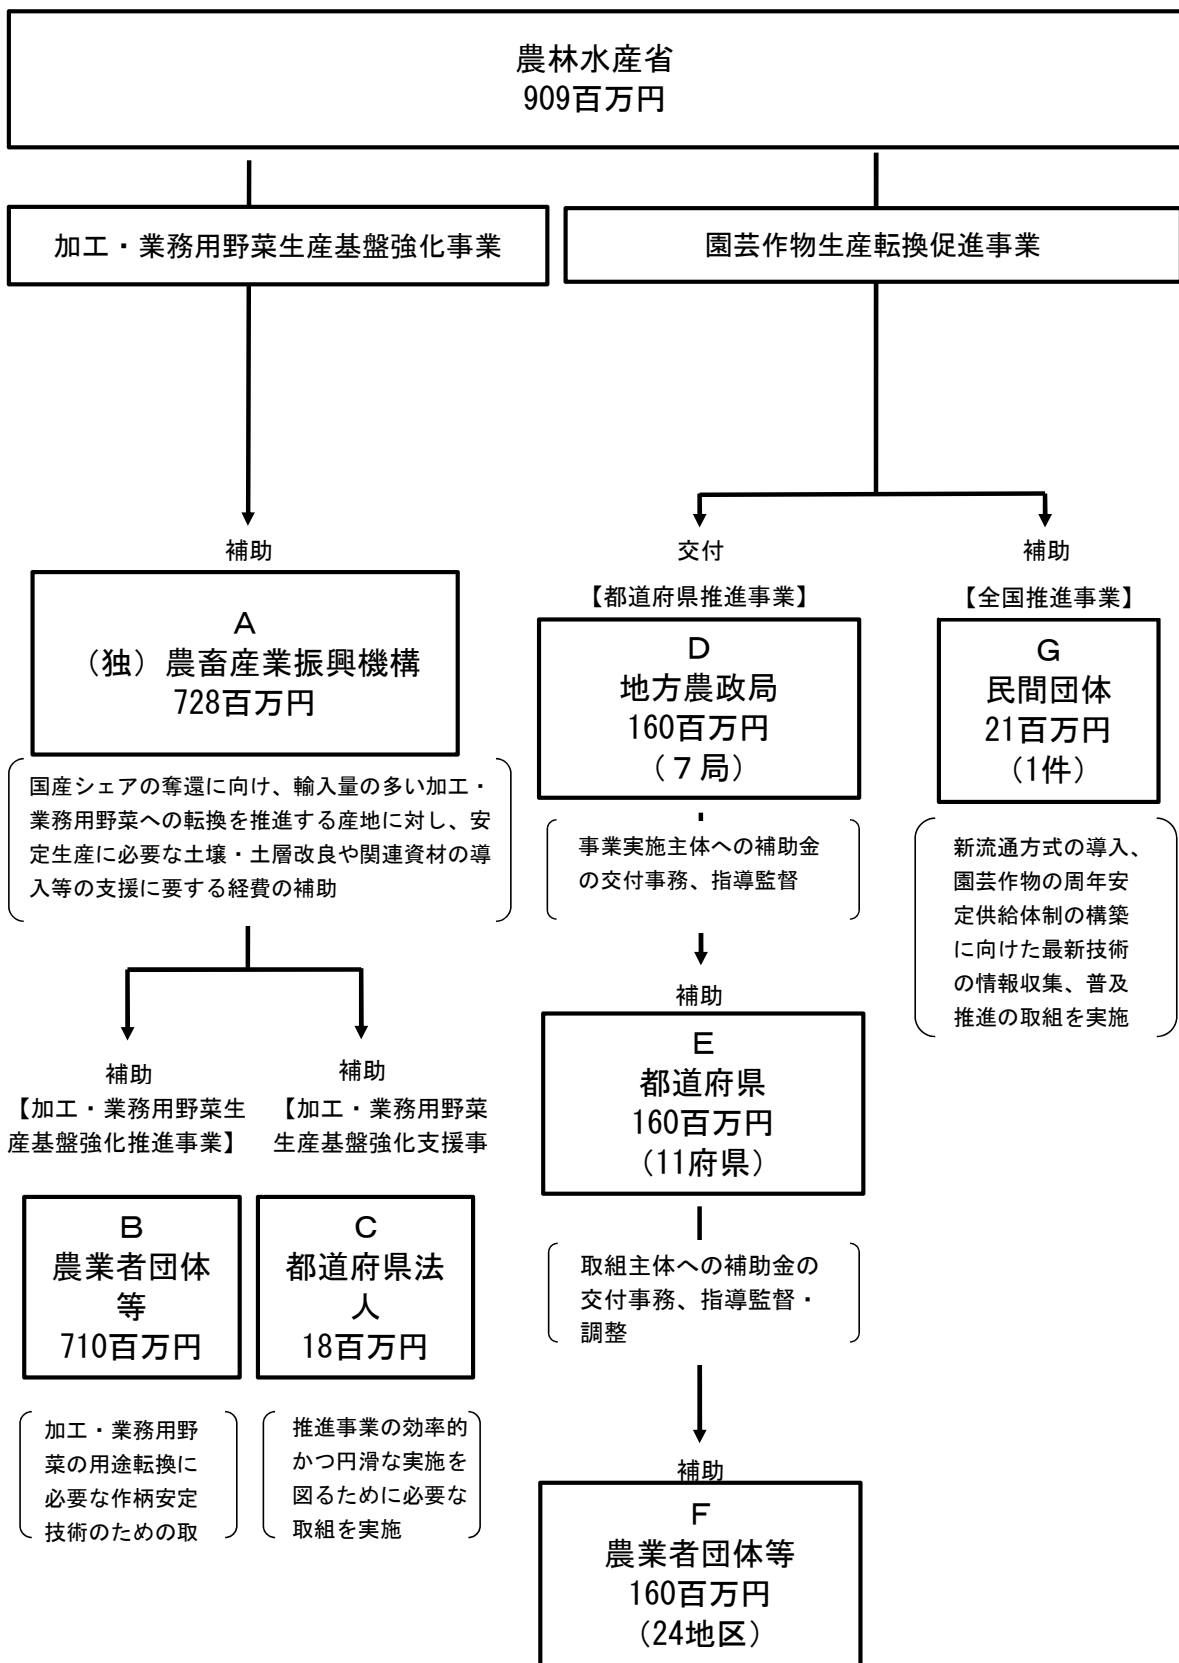 農林水産省
909百万円
加工・業務用野菜生産基盤強化事業
園芸作物生産転換促進事業
補助
A
（独）農畜産業振興機構
728百万円
国産シェアの奪還に向け、輸入量の多い加工・
業務用野菜への転換を推進する産地に対し、安
定生産に必要な土壌・土層改良や関連資材の導
入等の支援に要する経費の補助
補助
【加工・業務用野菜生
産基盤強化推進事業】
B
農業者団体
等
710百万円
加工・業務用野
菜の用途転換に
必要な作柄安定
技術のための取
補助
【加工・業務用野菜
生産基盤強化支援事
C
都道府県法
人
18百万円
推進事業の効率的
かつ円滑な実施を
図るために必要な
取組を実施
交付
【都道府県推進事業】
D
地方農政局
160百万円
（７局）
事業実施主体への補助金
の交付事務、指導監督
補助
E
都道府県
160百万円
(11府県)
取組主体への補助金の
交付事務、指導監督・
調整
補助
F
農業者団体等
160百万円
(24地区)
補助
【全国推進事業】
G
民間団体
21百万円
(1件)
新流通方式の導入、
園芸作物の周年安
定供給体制の構築
に向けた最新技術
の情報収集、普及
推進の取組を実施